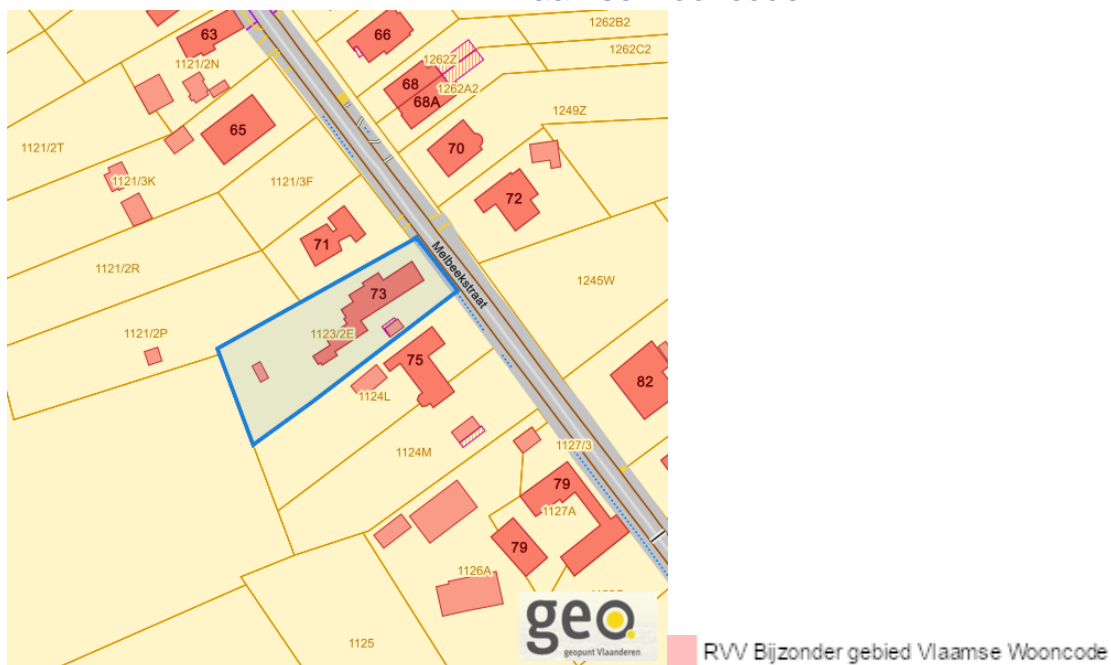 1262B2
63
66
1262C2
1262Z
1121/2N
68
1262A2
68A
1249Z
65
70
1121/2T
1121/3K
1121/3F
72
71
Melbeekstraat
1121/2R
1245W
73
1121/2P
1123/2E
75
82
1124L
1124M
1127/3
79
1127A
79
1126A
1125
geo
geopunt Vlaanderen
RVV Bijzonder gebied Vlaamse Wooncode